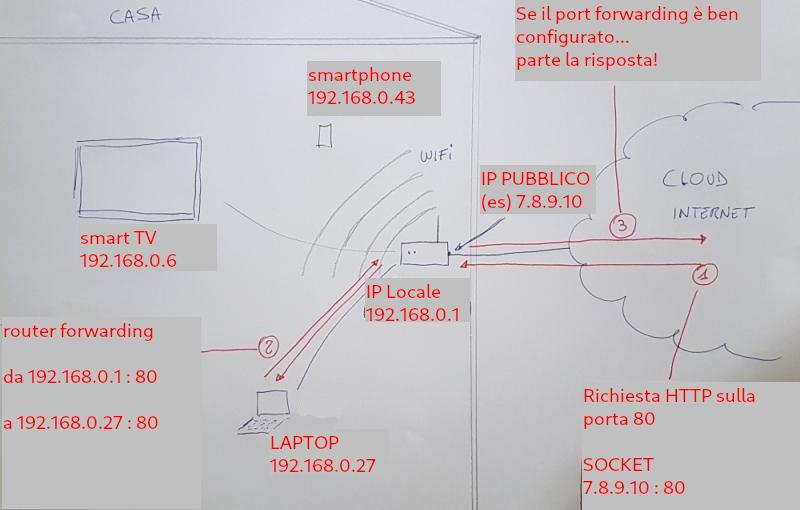 CASA
Se il port forwarding è ben
configurato...
parte la risposta!
smartphone
192.168.0.43
WiFi
IP PUBBLICO
(es) 7.8.9.10
CLOUD
INTERNET
3
smart TV
192.168.0.6
1
IP Locale
192.168.0.1
router forwarding
da 192.168.0.1 : 80
a 192.168.0.27 : 80
2
LAPTOP
192.168.0.27
Richiesta HTTP sulla
porta 80
SOCKET
7.8.9.10 : 80